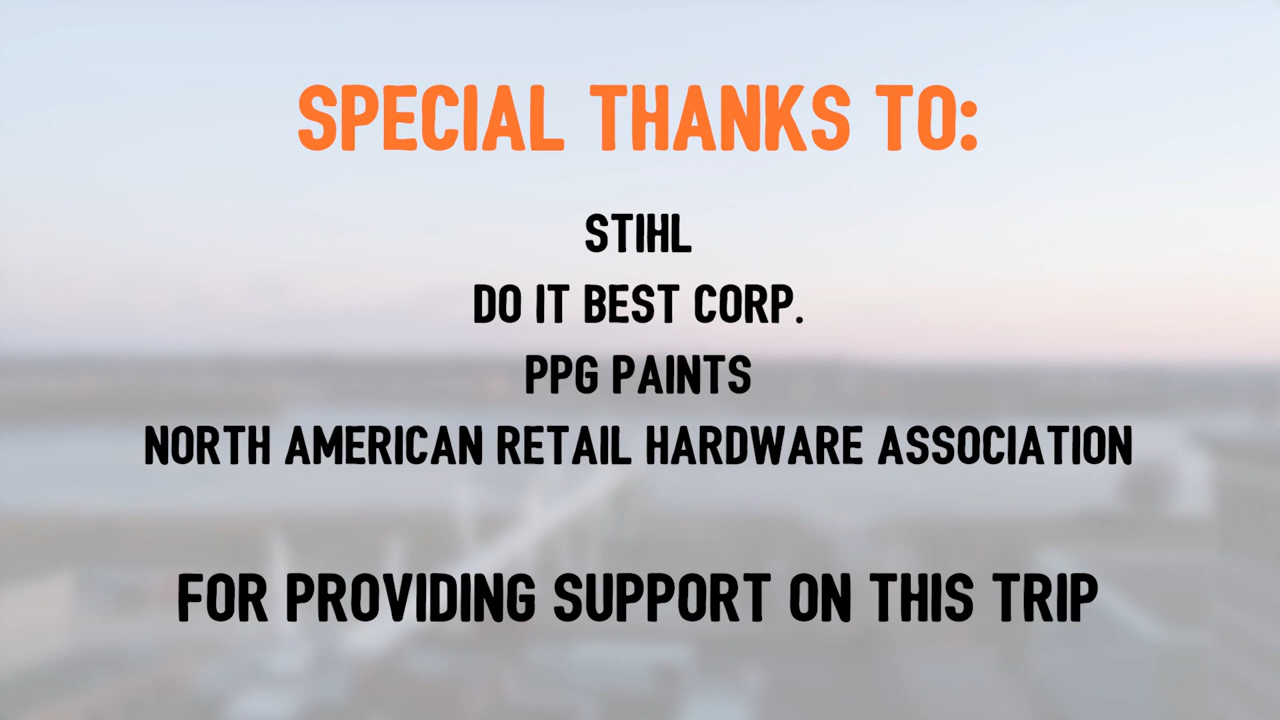 SPECIAL THANKS TO:
STIHL
DO IT BEST CORP.
PPG PAINTS
NORTH AMERICAN RETAIL HARDWARE ASSOCIATION
FOR PROVIDING SUPPORT ON THIS TRIP